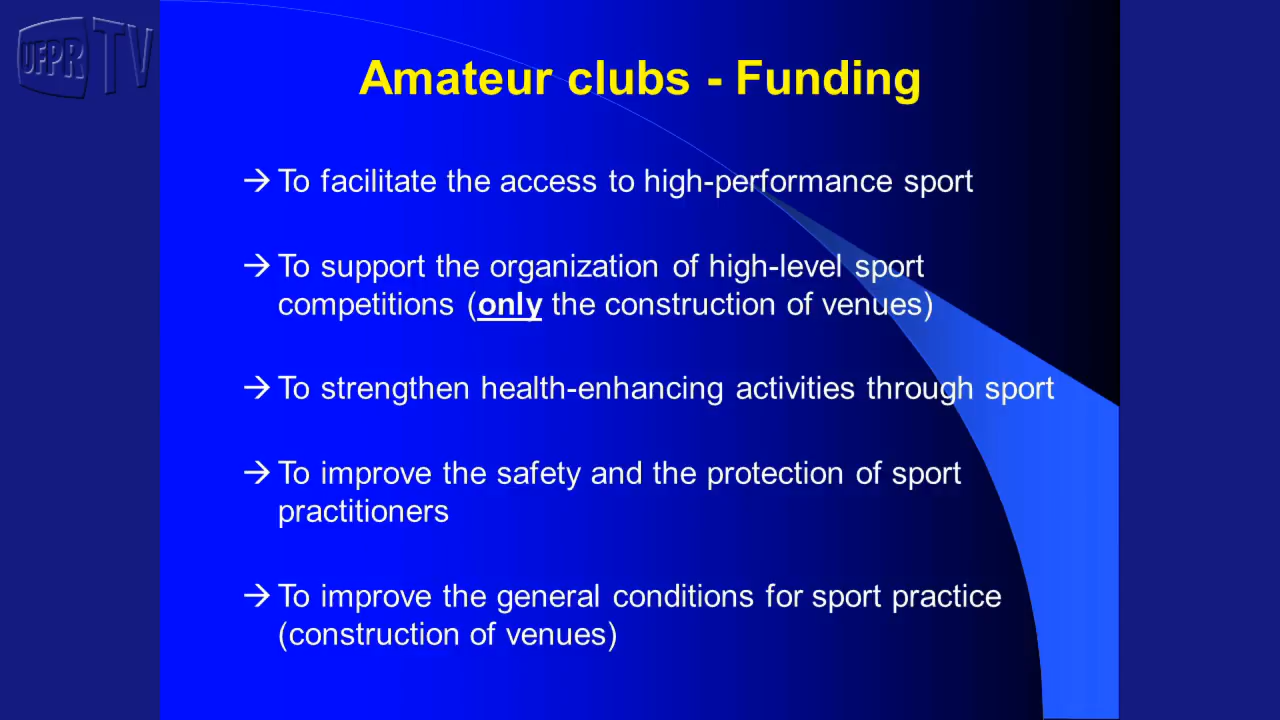 UFPR TV
Amateur clubs - Funding
→ To facilitate the access to high-performance sport
→ To support the organization of high-level sport
competitions (only the construction of venues)
→ To strengthen health-enhancing activities through sport
→ To improve the safety and the protection of sport
practitioners
→ To improve the general conditions for sport practice
(construction of venues)